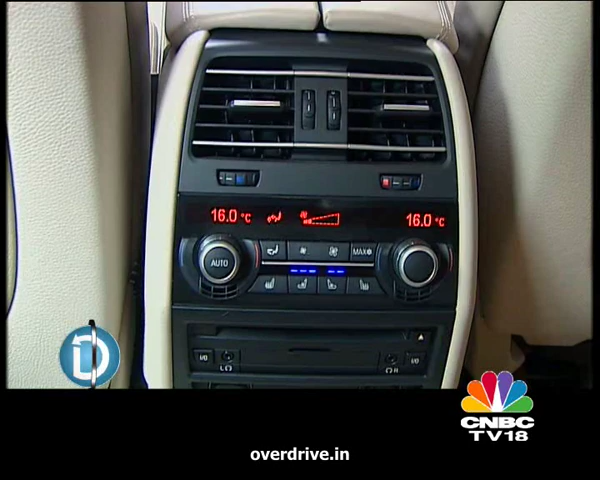 16.0 °C
16.0 °C
AUTO
MAX
I/O
L
R
I/O
D
CNBC
TV18
overdrive.in